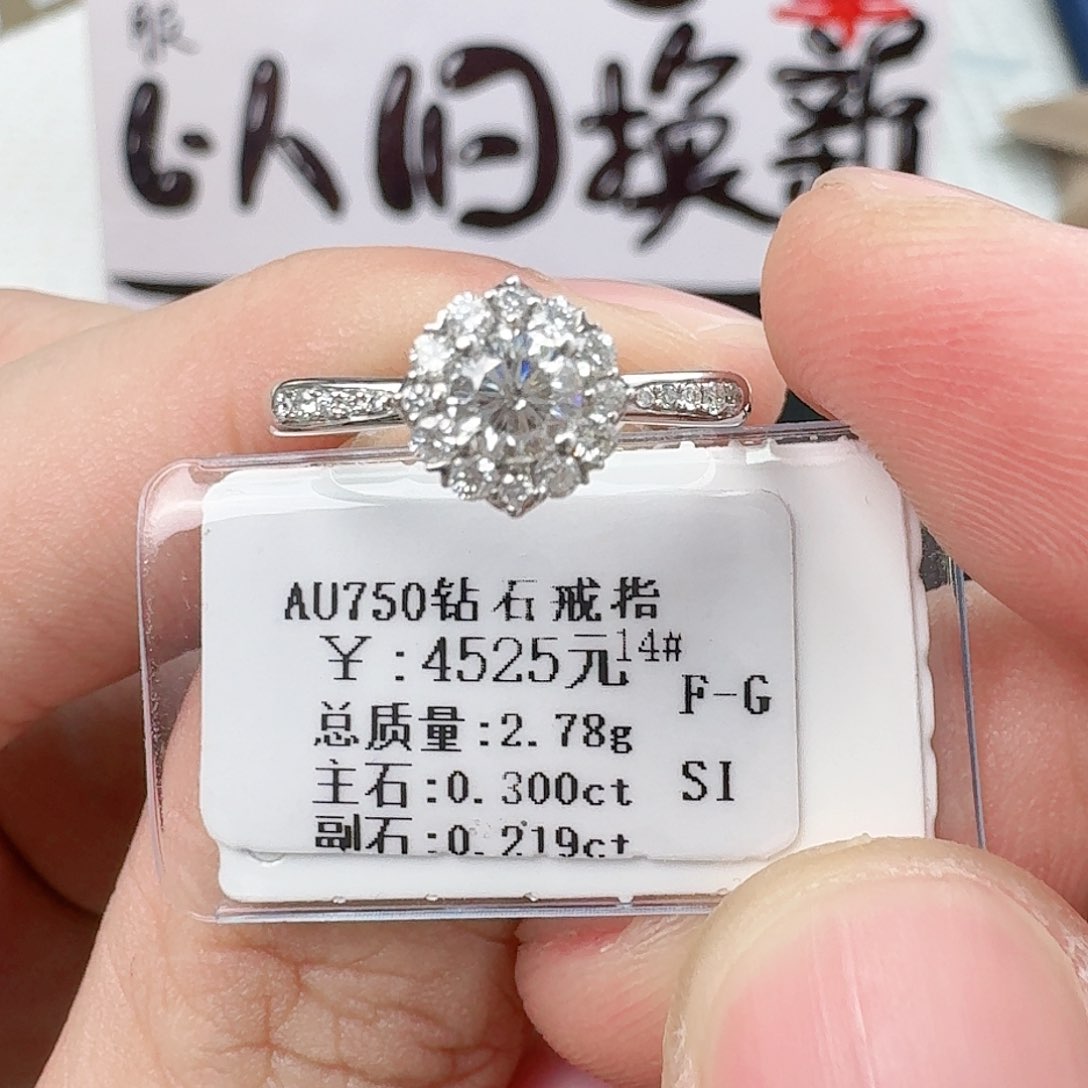 以旧换新
AU750钻石戒指
￥:4525元14#
F-G
总质量:2.78g
主石:0.300ct SI
副石:0.219ct